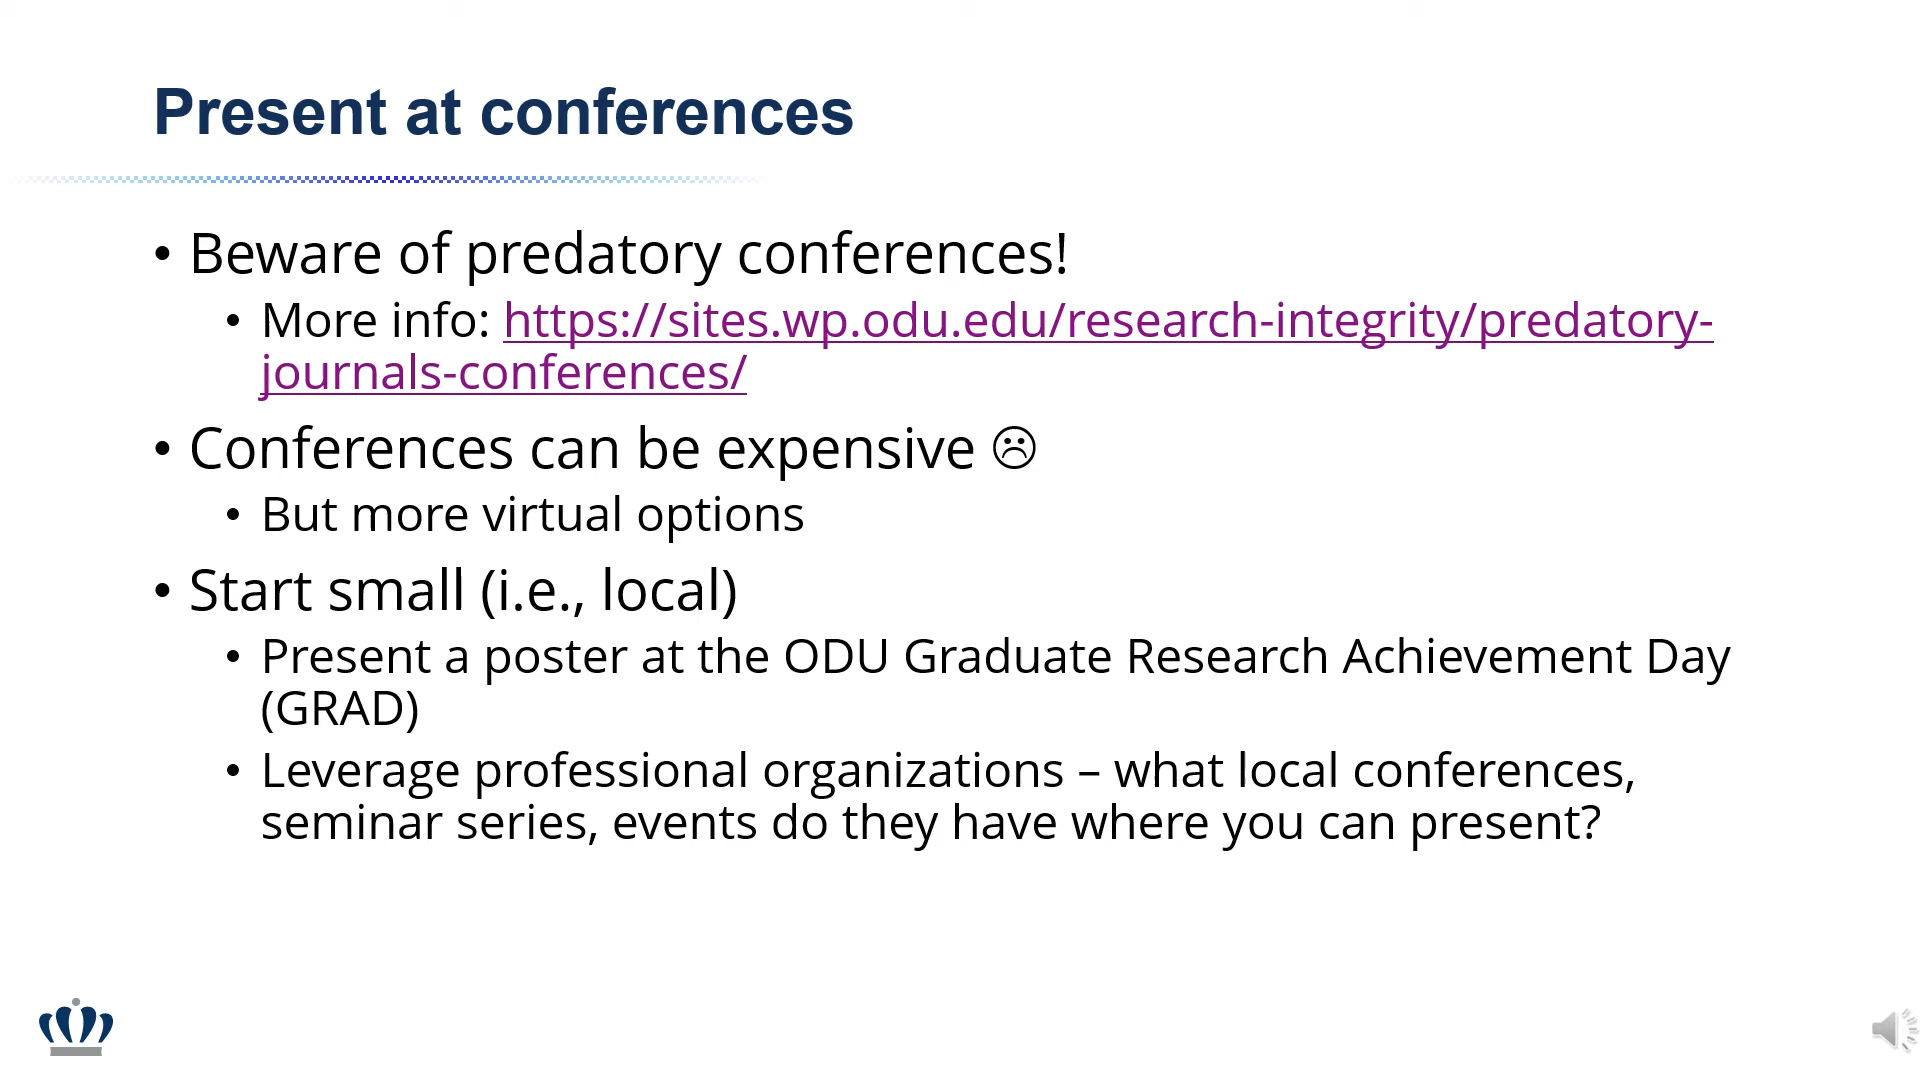 Present at conferences
• Beware of predatory conferences!
• More info: https://sites.wp.odu.edu/research-integrity/predatory-
journals-conferences/
• Conferences can be expensive ☹
• But more virtual options
• Start small (i.e., local)
• Present a poster at the ODU Graduate Research Achievement Day
(GRAD)
• Leverage professional organizations – what local conferences,
seminar series, events do they have where you can present?